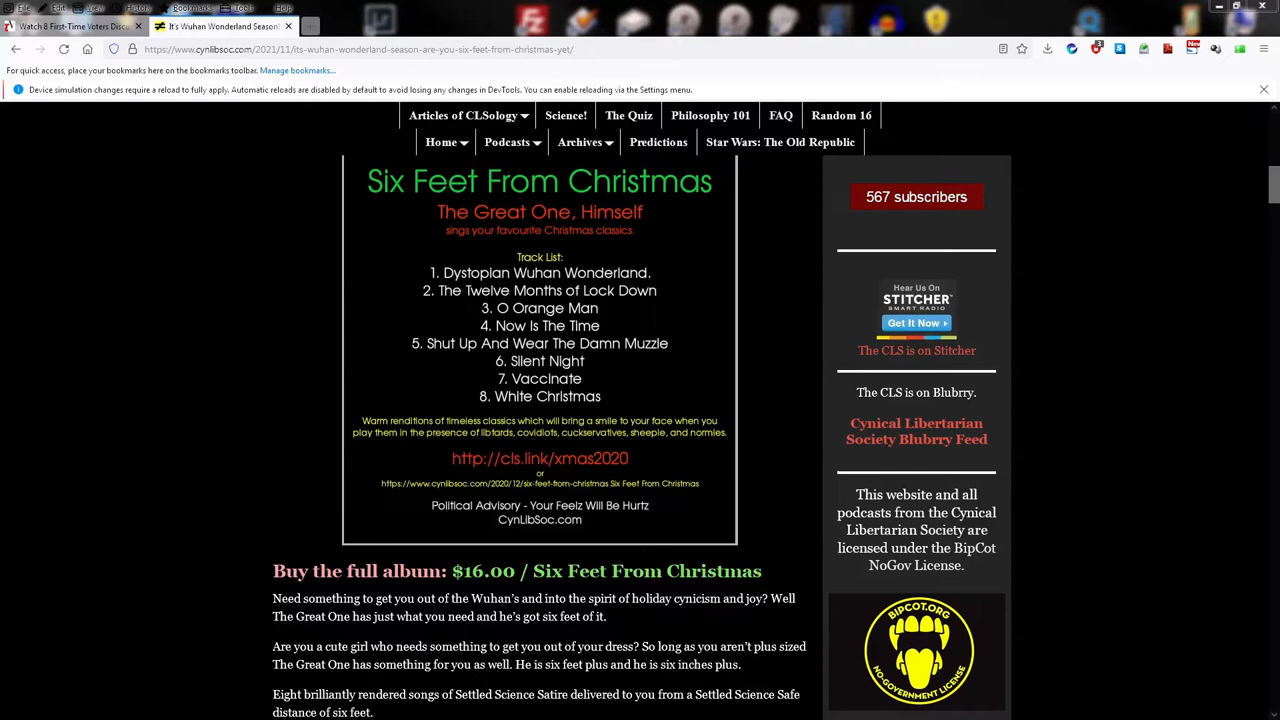 File Edit View History Bookmarks Tools Help
Watch 8 First-Time Voters Discu
It's Wuhan Wonderland Season!
https://www.cynlibsoc.com/2021/11/its-wuhan-wonderland-season-are-you-six-feet-from-christmas-yet/
For quick access, place your bookmarks here on the bookmarks toolbar. Manage bookmarks...
Device simulation changes require a reload to fully apply. Automatic reloads are disabled by default to avoid losing any changes in DevTools. You can enable reloading via the Settings menu.
Articles of CLSology Science! The Quiz Philosophy 101 FAQ Random 16
Home Podcasts Archives Predictions Star Wars: The Old Republic
Six Feet From Christmas
The Great One, Himself
sings your favourite Christmas classics.
Track List:
1. Dystopian Wuhan Wonderland.
2. The Twelve Months of Lock Down
3. O Orange Man
4. Now Is The Time
5. Shut Up And Wear The Damn Muzzle
6. Silent Night
7. Vaccinate
8. White Christmas
Warm renditions of timeless classics which will bring a smile to your face when you
play them in the presence of libtards, covidiots, cuckservatives, sheeple, and normies.
http://cls.link/xmas2020
or
https://www.cynlibsoc.com/2020/12/six-feet-from-christmas Six Feet From Christmas
Political Advisory - Your Feelz Will Be Hurtz
CynLibSoc.com
Buy the full album: $16.00 / Six Feet From Christmas
Need something to get you out of the Wuhan's and into the spirit of holiday cynicism and joy? Well
The Great One has just what you need and he's got six feet of it.
Are you a cute girl who needs something to get you out of your dress? So long as you aren't plus sized
The Great One has something for you as well. He is six feet plus and he is six inches plus.
Eight brilliantly rendered songs of Settled Science Satire delivered to you from a Settled Science Safe
distance of six feet.
567 subscribers
Hear Us On
STITCHER
SMART RADIO
Get It Now
The CLS is on Stitcher
The CLS is on Blubrry.
Cynical Libertarian
Society Blubrry Feed
This website and all
podcasts from the Cynical
Libertarian Society are
licensed under the BipCot
NoGov License.
BIPCOT.ORG
NO-GOVERNMENT LICENSE
New
3